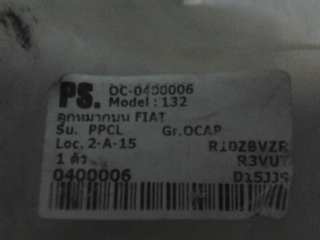 PS. OC-0400006
Model : 132
ลูกหมากบน FIAT
รุ่น. PPCL Gr.OCAP
Loc. 2-A-15 R10ZBVZR
1 ตัว R3VUT
0400006 D15JJS